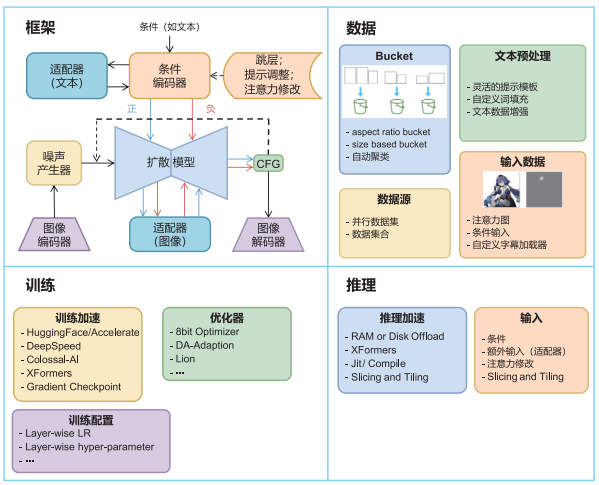 框架
条件（如文本）
适配器
(文本)
条件
编码器
跳层；
提示调整；
注意力修改
正
负
噪声
产生器
扩散 模型
CFG
图像
编码器
适配器
(图像)
图像
解码器
数据
Bucket
- aspect ratio bucket
- size based bucket
- 自动聚类
文本预处理
- 灵活的提示模板
- 自定义词填充
- 文本数据增强
数据源
- 并行数据集
- 数据集合
输入数据
- 注意力图
- 条件输入
- 自定义字幕加载器
训练
训练加速
- HuggingFace/Accelerate
- DeepSpeed
- Colossal-AI
- XFormers
- Gradient Checkpoint
优化器
- 8bit Optimizer
- DA-Adaption
- Lion
- ...
训练配置
- Layer-wise LR
- Layer-wise hyper-parameter
- ...
推理
推理加速
- RAM or Disk Offload
- XFormers
- Jit/ Compile
- Slicing and Tiling
输入
- 条件
- 额外输入（适配器）
- 注意力修改
- Slicing and Tiling